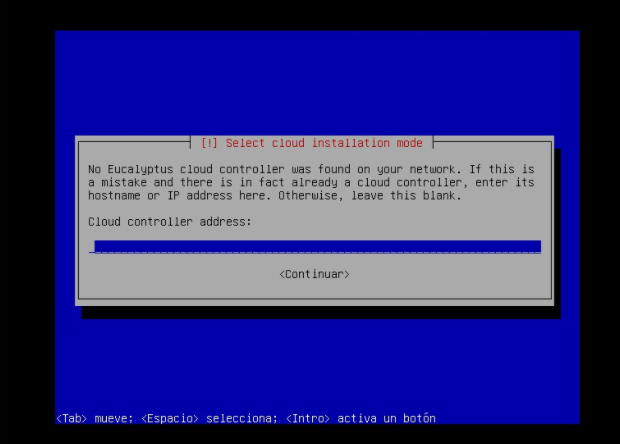 [!] Select cloud installation mode
No Eucalyptus cloud controller was found on your network. If this is
a mistake and there is in fact already a cloud controller, enter its
hostname or IP address here. Otherwise, leave this blank.
Cloud controller address:
<Continuar>
<Tab> mueve; <Espacio> selecciona; <Intro> activa un botón